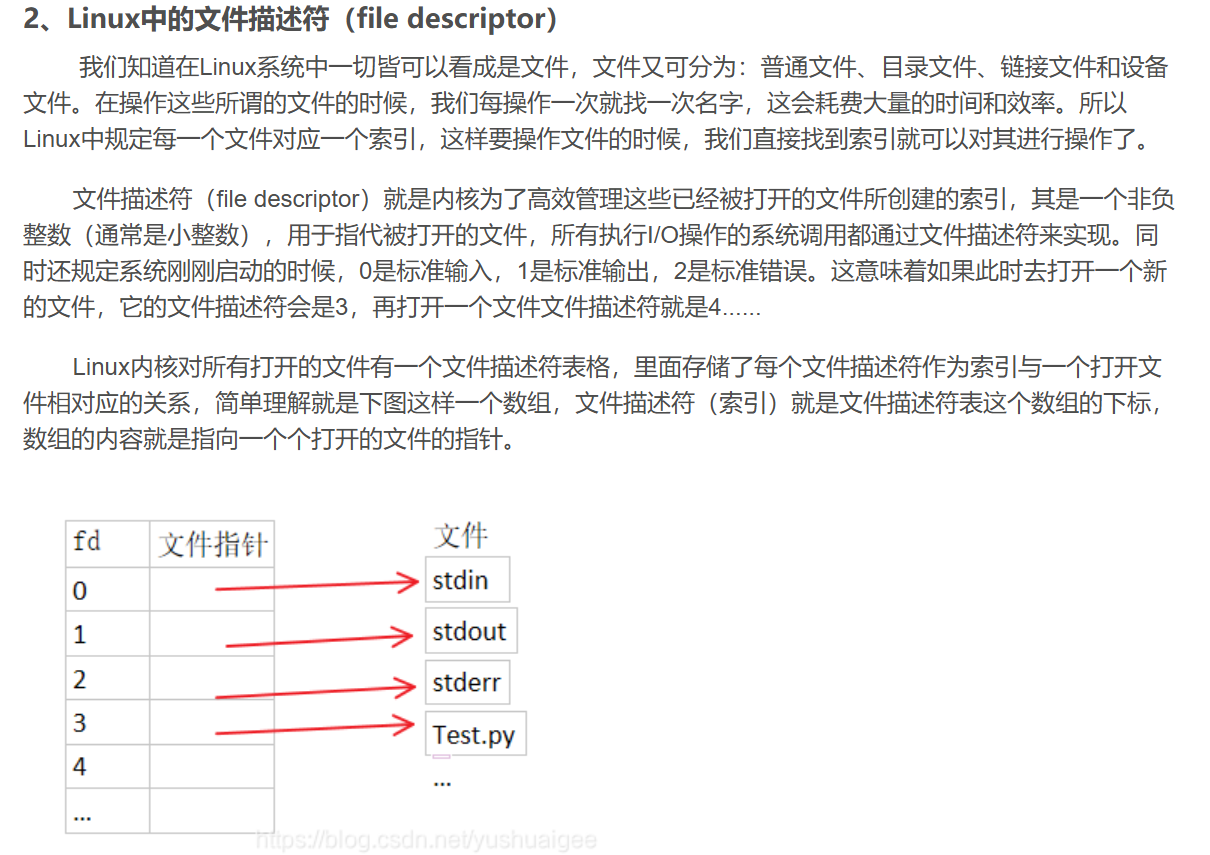 2、Linux中的文件描述符（file descriptor）
我们知道在Linux系统中一切皆可以看成是文件，文件又可分为：普通文件、目录文件、链接文件和设备
文件。在操作这些所谓的文件的时候，我们每操作一次就找一次名字，这会耗费大量的时间和效率。所以
Linux中规定每一个文件对应一个索引，这样要操作文件的时候，我们直接找到索引就可以对其进行操作了。
文件描述符（file descriptor）就是内核为了高效管理这些已经被打开的文件所创建的索引，其是一个非负
整数（通常是小整数），用于指代被打开的文件，所有执行I/O操作的系统调用都通过文件描述符来实现。同
时还规定系统刚刚启动的时候，0是标准输入，1是标准输出，2是标准错误。这意味着如果此时去打开一个新
的文件，它的文件描述符会是3，再打开一个文件文件描述符就是4......
Linux内核对所有打开的文件有一个文件描述符表格，里面存储了每个文件描述符作为索引与一个打开文
件相对应的关系，简单理解就是下图这样一个数组，文件描述符（索引）就是文件描述符表这个数组的下标，
数组的内容就是指向一个个打开的文件的指针。
fd 文件指针 文件
0 stdin
1 stdout
2 stderr
3 Test.py
4 ...
...
https://blog.csdn.net/yushuaigee